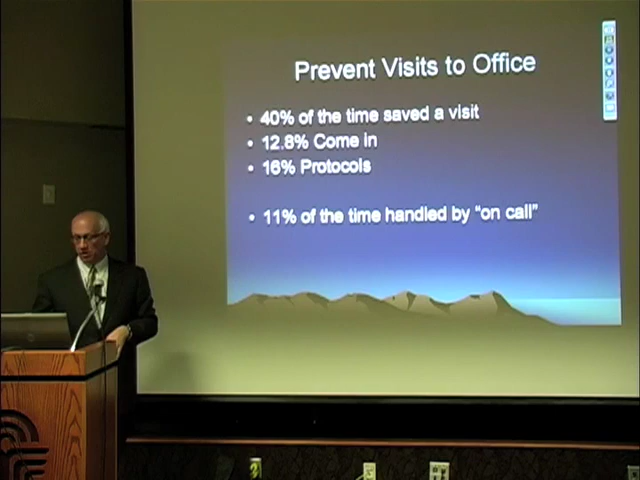 Prevent Visits to Office
• 40% of the time saved a visit
• 12.8% Come in
• 16% Protocols
• 11% of the time handled by “on call”